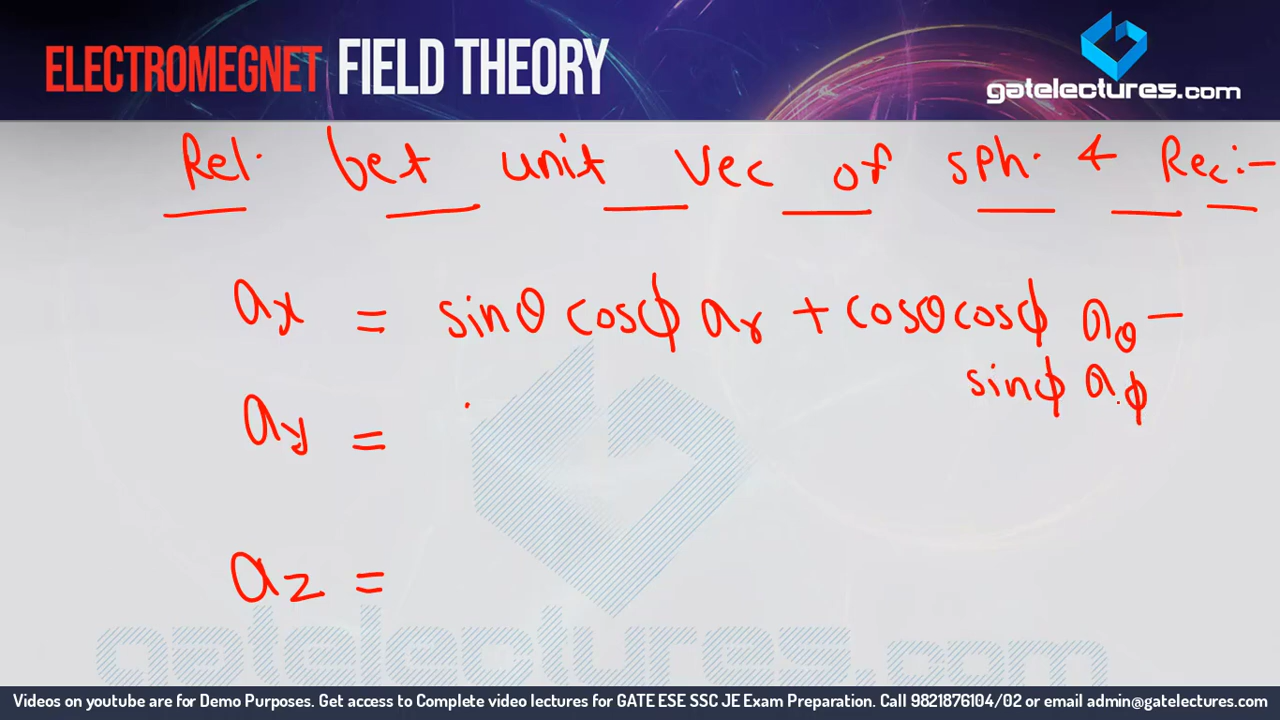 ELECTROMEGNET FIELD THEORY
gatelectures.com
Rel. bet unit Vec of sph. & Rec:-
ax = sinθ cosϕ ar + cosθ cosϕ aθ -
sinϕ aϕ
ay =
az =
gatelectures.com
Videos on youtube are for Demo Purposes. Get access to Complete video lectures for GATE ESE SSC JE Exam Preparation. Call 9821876104/02 or email admin@gatelectures.com